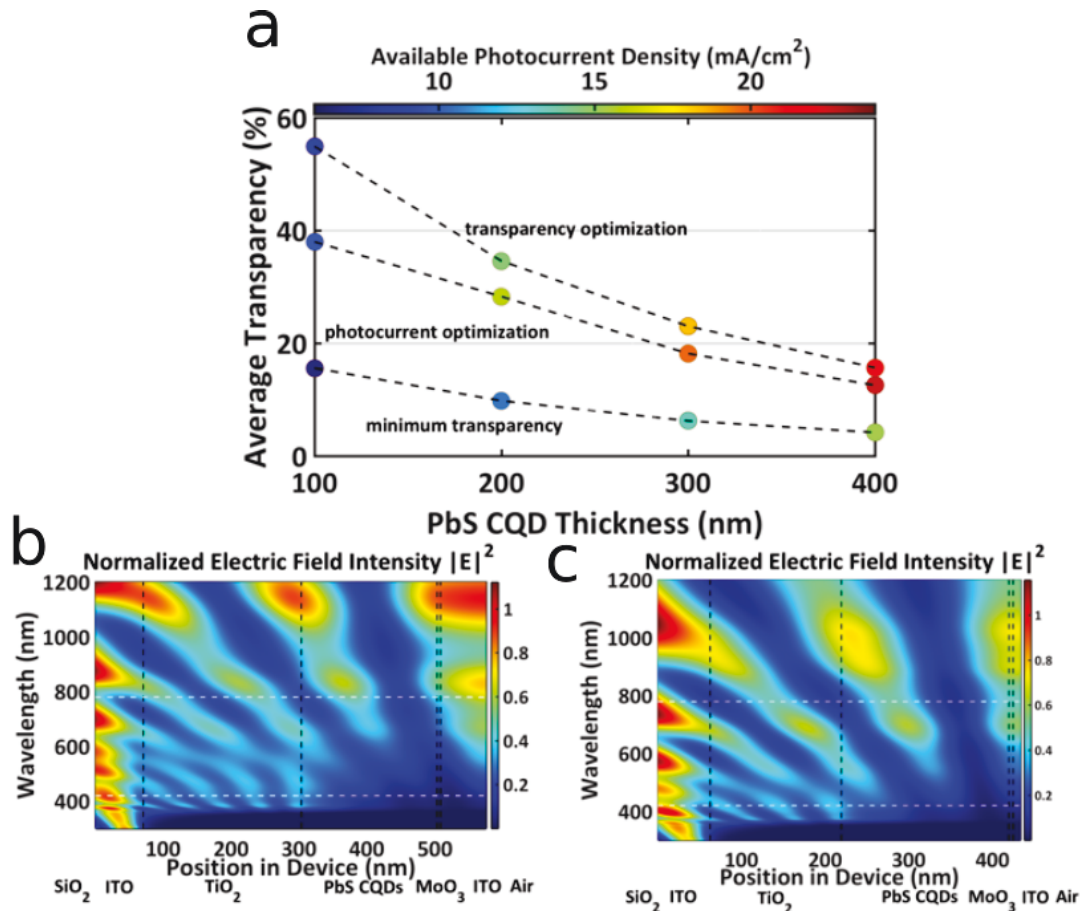 a
Available Photocurrent Density (mA/cm²)
10 15 20
Average Transparency (%)
60
40
20
0
transparency optimization
photocurrent optimization
minimum transparency
100 200 300 400
PbS CQD Thickness (nm)
b
Normalized Electric Field Intensity |E|²
Wavelength (nm)
1200
1000
800
600
400
1
0.8
0.6
0.4
0.2
100 200 300 400 500
Position in Device (nm)
SiO₂ ITO TiO₂ PbS CQDs MoO₃ ITO Air
c
Normalized Electric Field Intensity |E|²
Wavelength (nm)
1200
1000
800
600
400
1
0.8
0.6
0.4
0.2
100 200 300 400
Position in Device (nm)
SiO₂ ITO TiO₂ PbS CQDs MoO₃ ITO Air